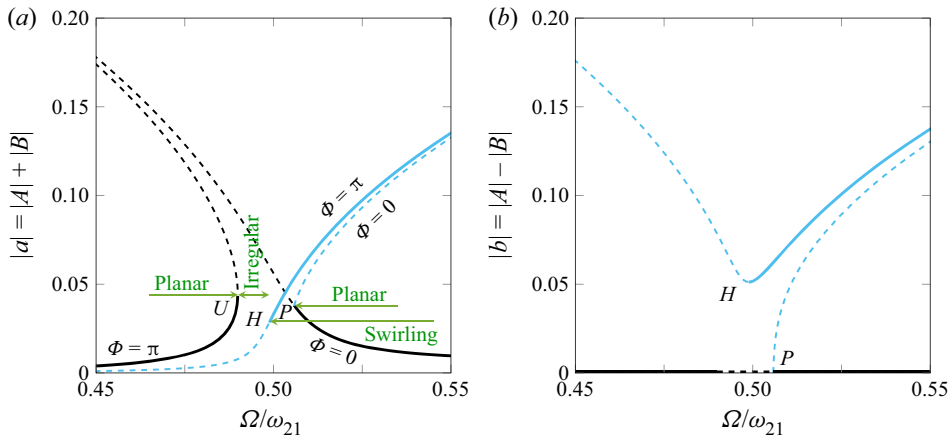 (a)
0.20
0.15
0.10
0.05
0
0.45
0.50
0.55
|a| = |A| + |B|
Ω/ω21
Φ = π
Φ = 0
Irregular
Planar
Planar
U
H
P
Swirling
Φ = π
Φ = 0
(b)
0.20
0.15
0.10
0.05
0
0.45
0.50
0.55
|b| = |A| – |B|
Ω/ω21
H
P